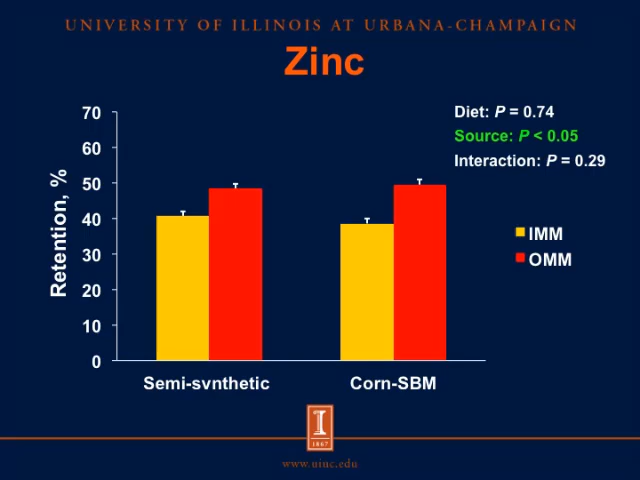 UNIVERSITY OF ILLINOIS AT URBANA-CHAMPAIGN
Zinc
Diet: P = 0.74
Source: P < 0.05
Interaction: P = 0.29
Retention, %
70
60
50
40
30
20
10
0
IMM
OMM
Semi-svnthetic
Corn-SBM
I
1867
www.uiuc.edu